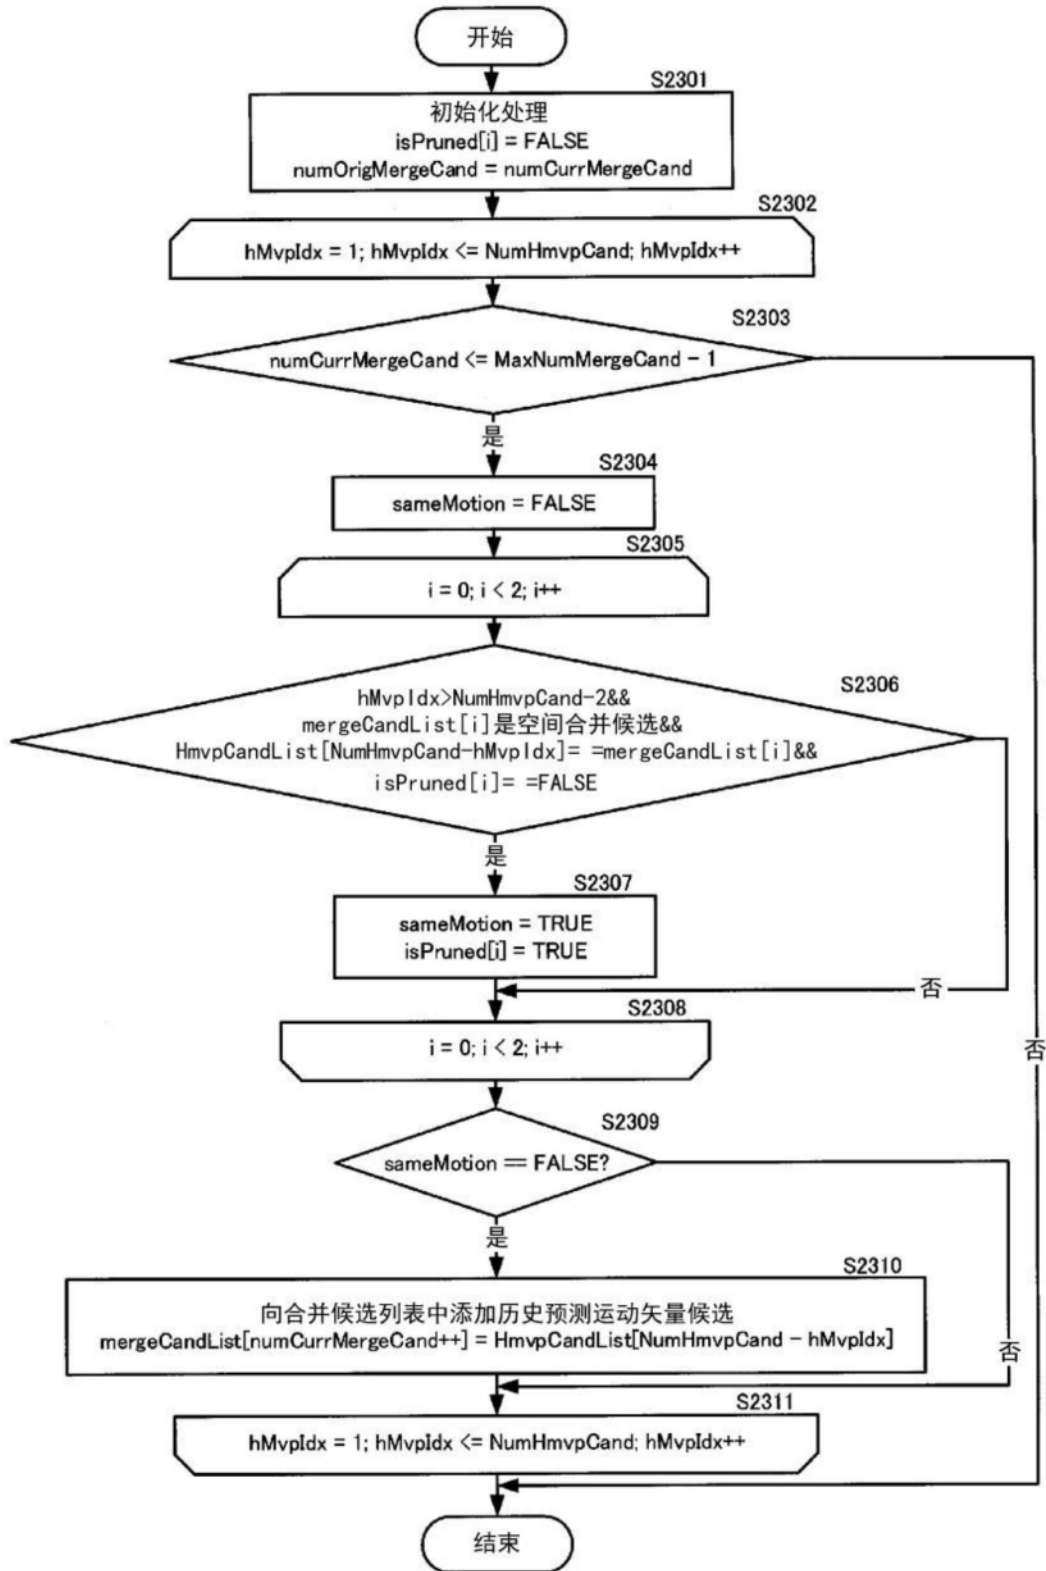 开始
S2301
初始化处理
isPruned[i] = FALSE
numOrigMergeCand = numCurrMergeCand
S2302
hMvpIdx = 1; hMvpIdx <= NumHmvpCand; hMvpIdx++
S2303
numCurrMergeCand <= MaxNumMergeCand - 1
是
S2304
sameMotion = FALSE
S2305
i = 0; i < 2; i++
S2306
hMvpIdx>NumHmvpCand-2&&
mergeCandList[i]是空间合并候选&&
HmvpCandList[NumHmvpCand-hMvpIdx]= =mergeCandList[i]&&
isPruned[i]= =FALSE
是
S2307
sameMotion = TRUE
isPruned[i] = TRUE
否
S2308
i = 0; i < 2; i++
否
S2309
sameMotion == FALSE?
是
S2310
向合并候选列表中添加历史预测运动矢量候选
mergeCandList[numCurrMergeCand++] = HmvpCandList[NumHmvpCand - hMvpIdx]
否
S2311
hMvpIdx = 1; hMvpIdx <= NumHmvpCand; hMvpIdx++
结束